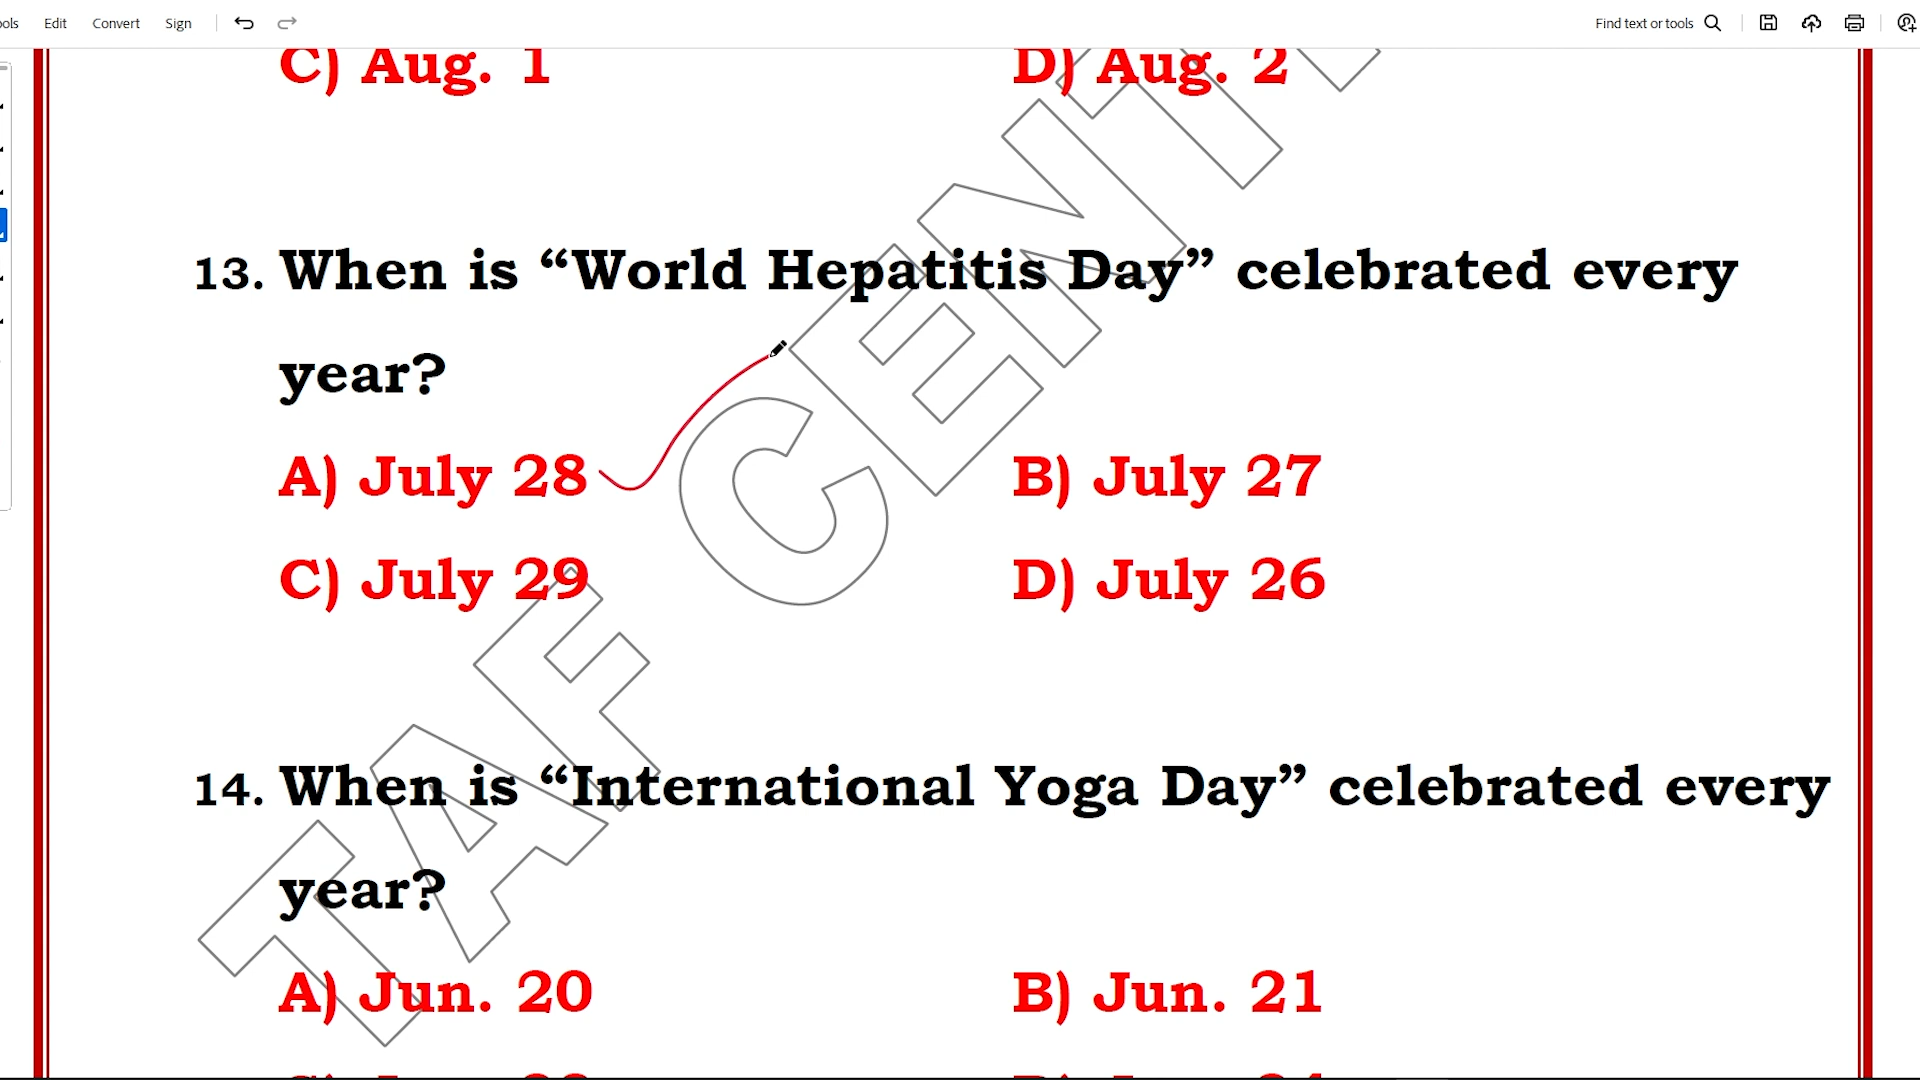 Edit Convert Sign Find text or tools
C) Aug. 1 D) Aug. 2
13. When is “World Hepatitis Day” celebrated every
year?
A) July 28 B) July 27
C) July 29 D) July 26
14. When is “International Yoga Day” celebrated every
year?
A) Jun. 20 B) Jun. 21
TAF CENT